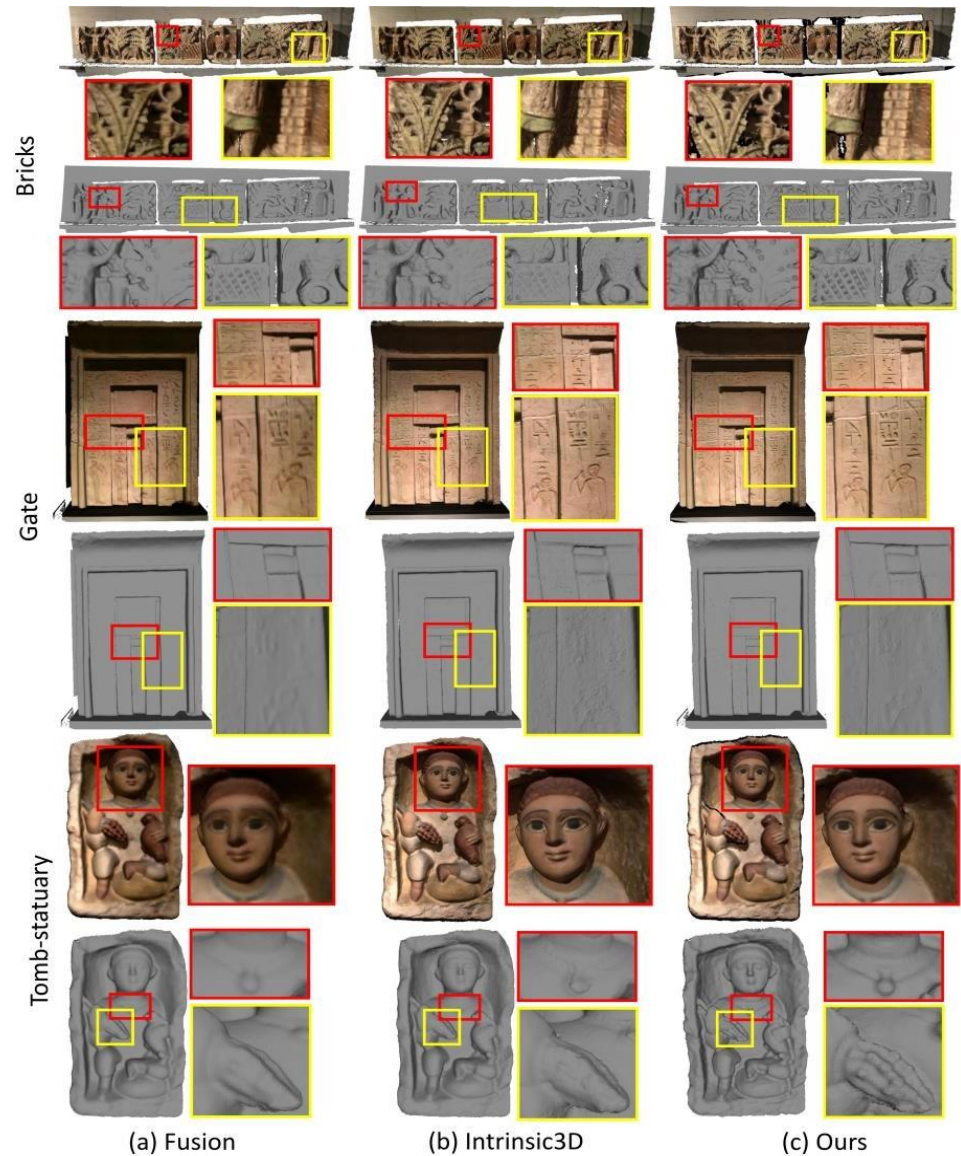 Bricks
Gate
Tomb-statuary
(a) Fusion
(b) Intrinsic3D
(c) Ours